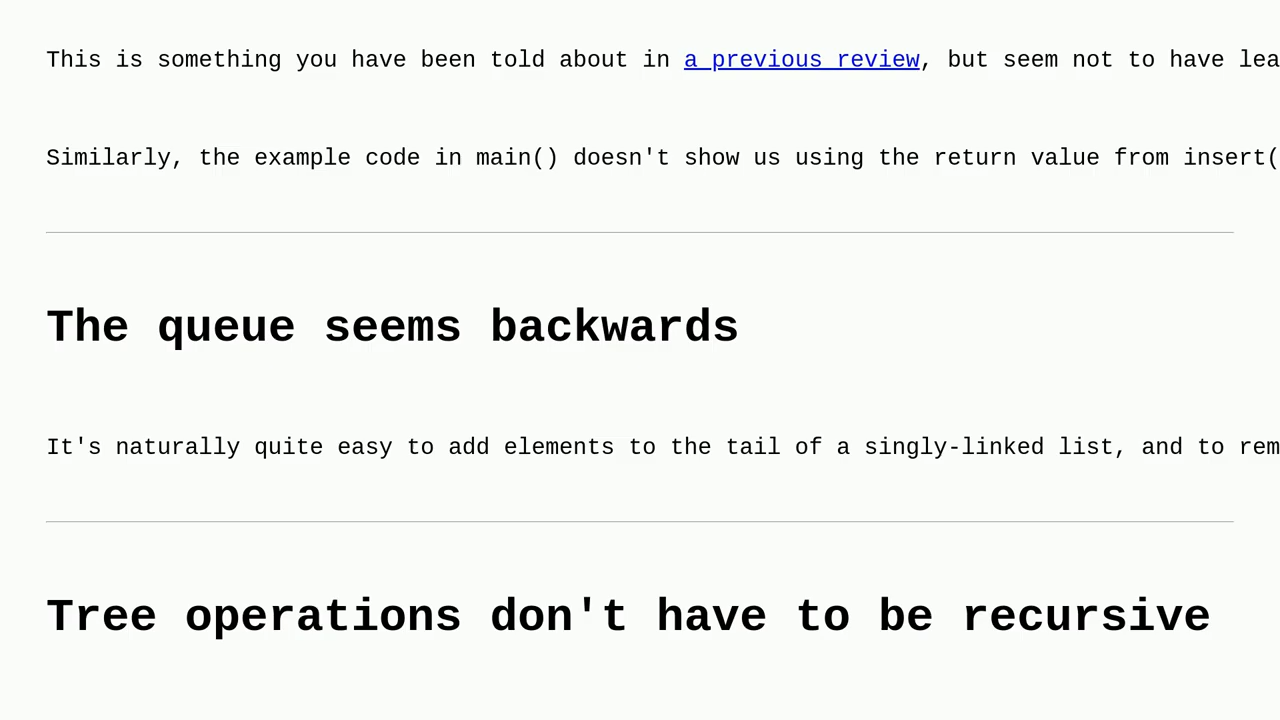 This is something you have been told about in a previous review, but seem not to have lea
Similarly, the example code in main() doesn't show us using the return value from insert(
The queue seems backwards
It's naturally quite easy to add elements to the tail of a singly-linked list, and to rem
Tree operations don't have to be recursive